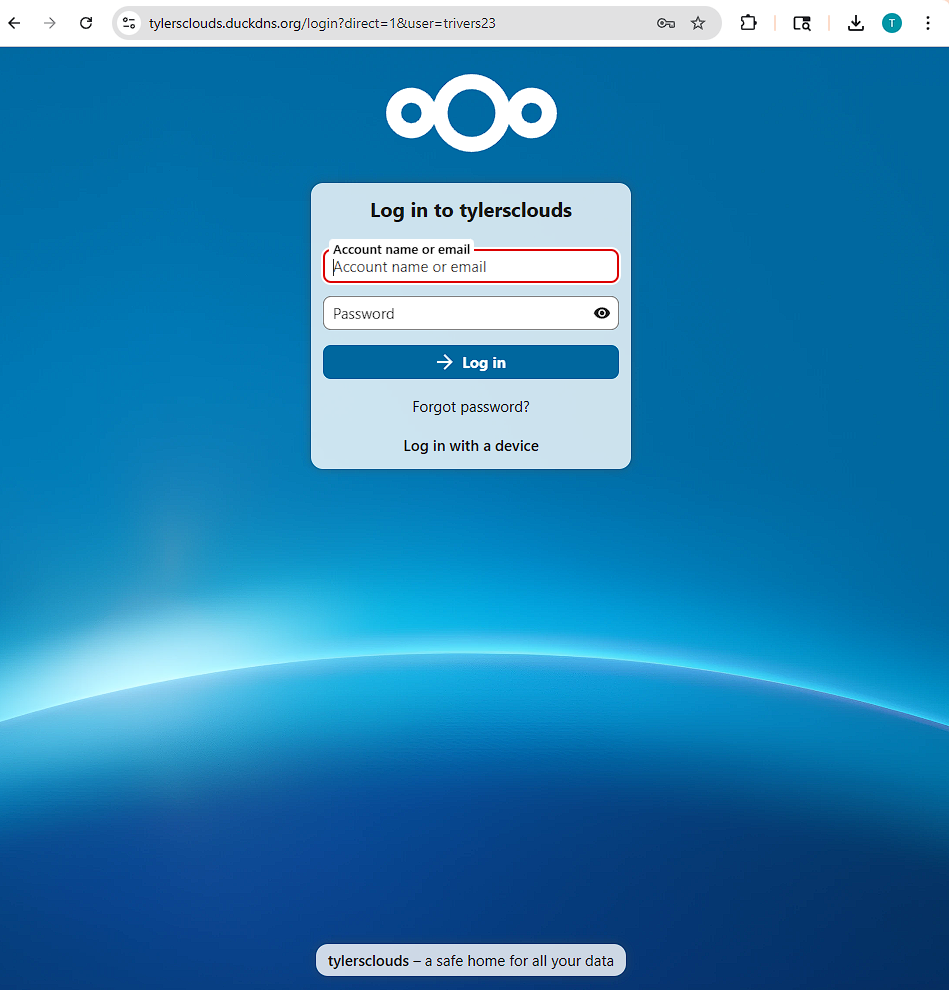 tylersclouds.duckdns.org/login?direct=1&user=trivers23
T
Log in to tylersclouds
Account name or email
Account name or email
Password
Log in
Forgot password?
Log in with a device
tylersclouds – a safe home for all your data